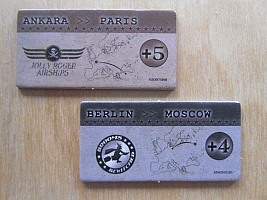 ANKARA >> PARIS
JOLLY ROGER
AIRSHIPS
+5
BERLIN >> MOSCOW
+4